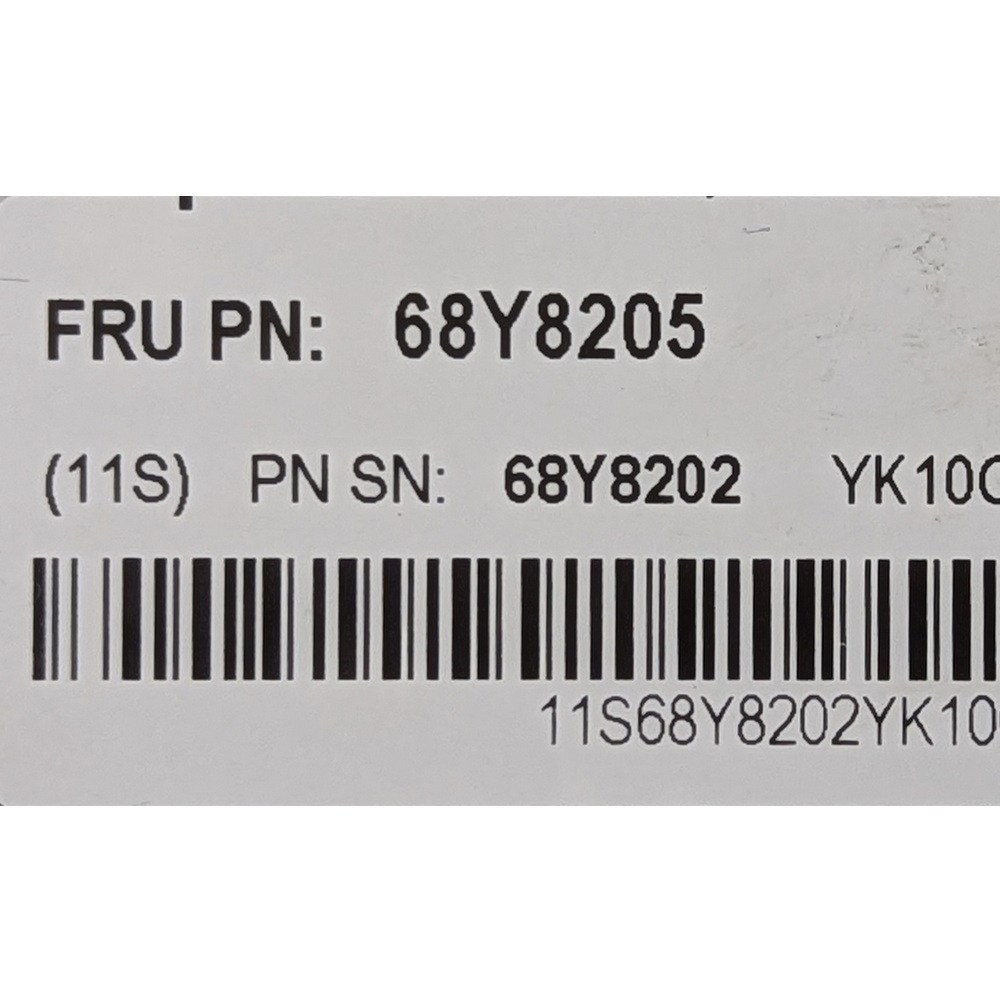 FRU PN: 68Y8205
(11S) PN SN: 68Y8202 YK10
11S68Y8202YK10